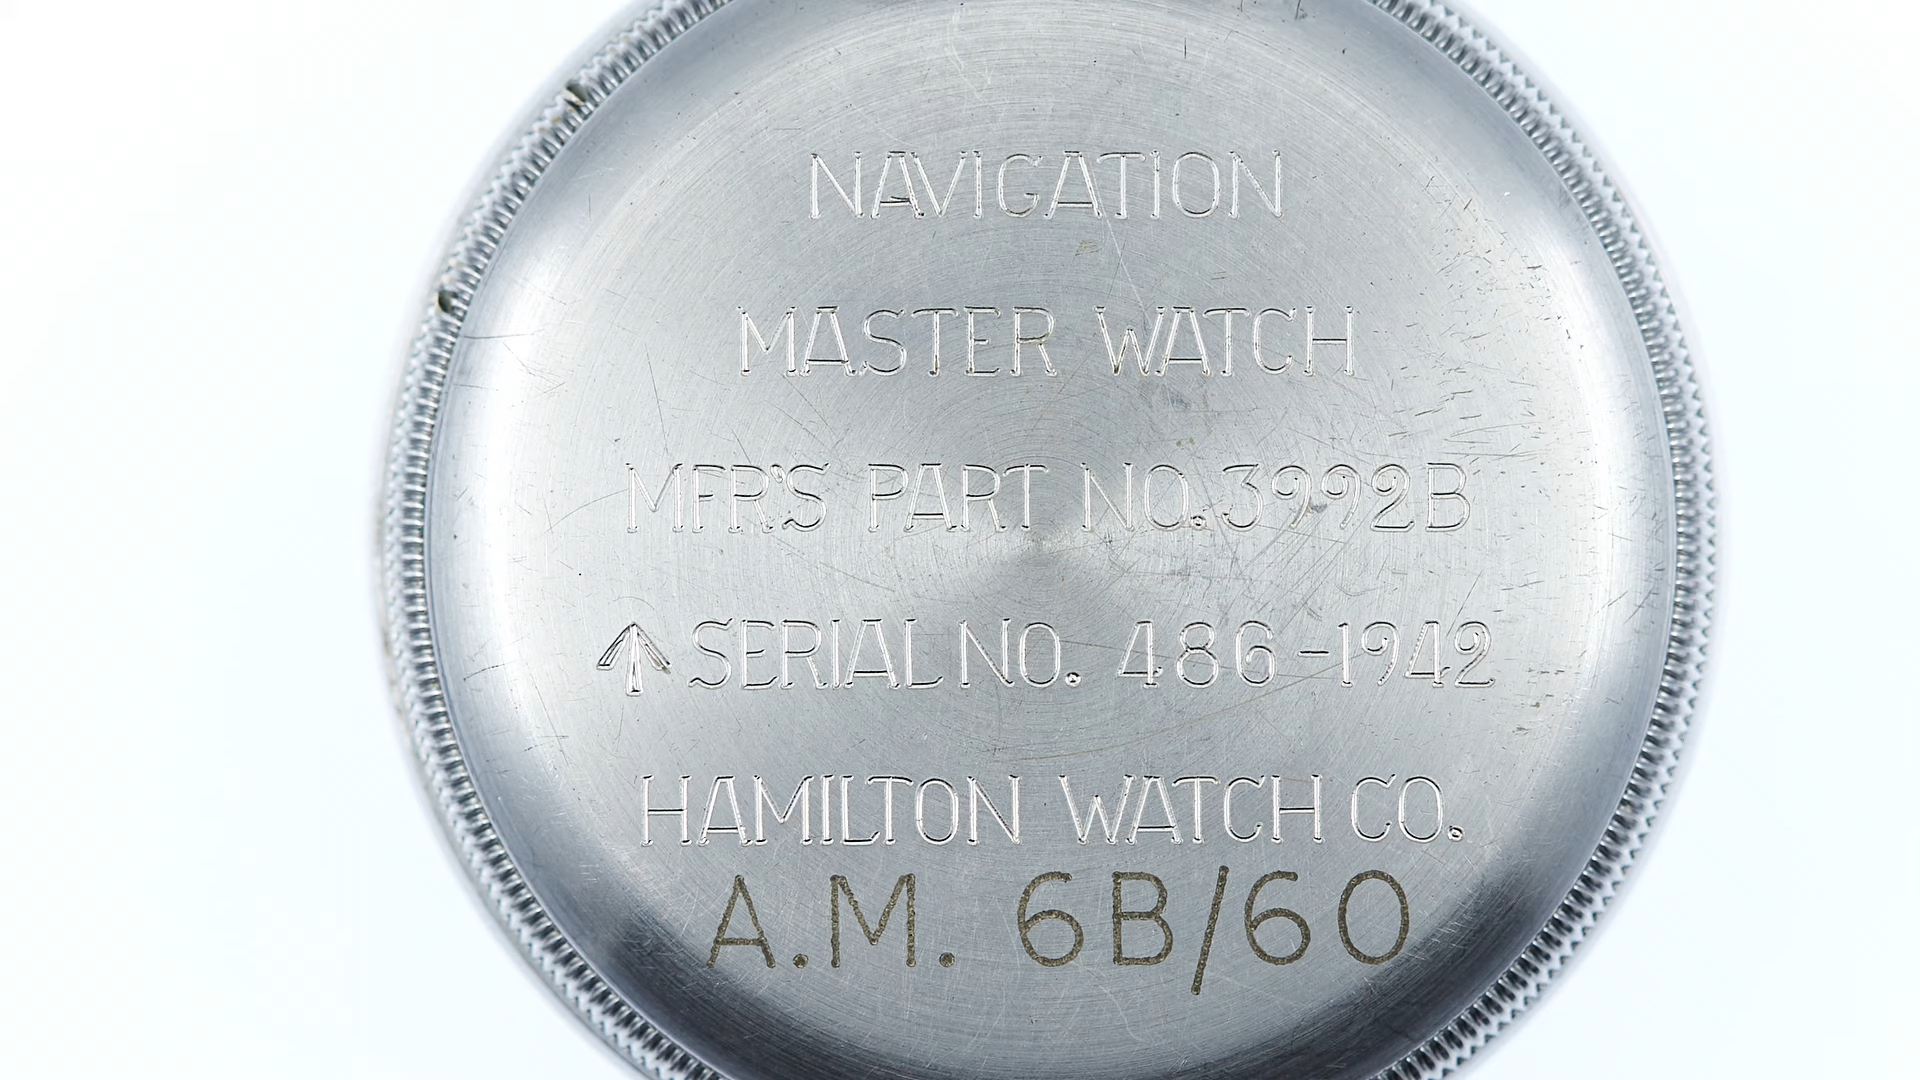 NAVIGATION
MASTER WATCH
MFR'S PART NO. 3992B
↑ SERIAL NO. 486-1942
HAMILTON WATCH CO.
A.M. 6B/60